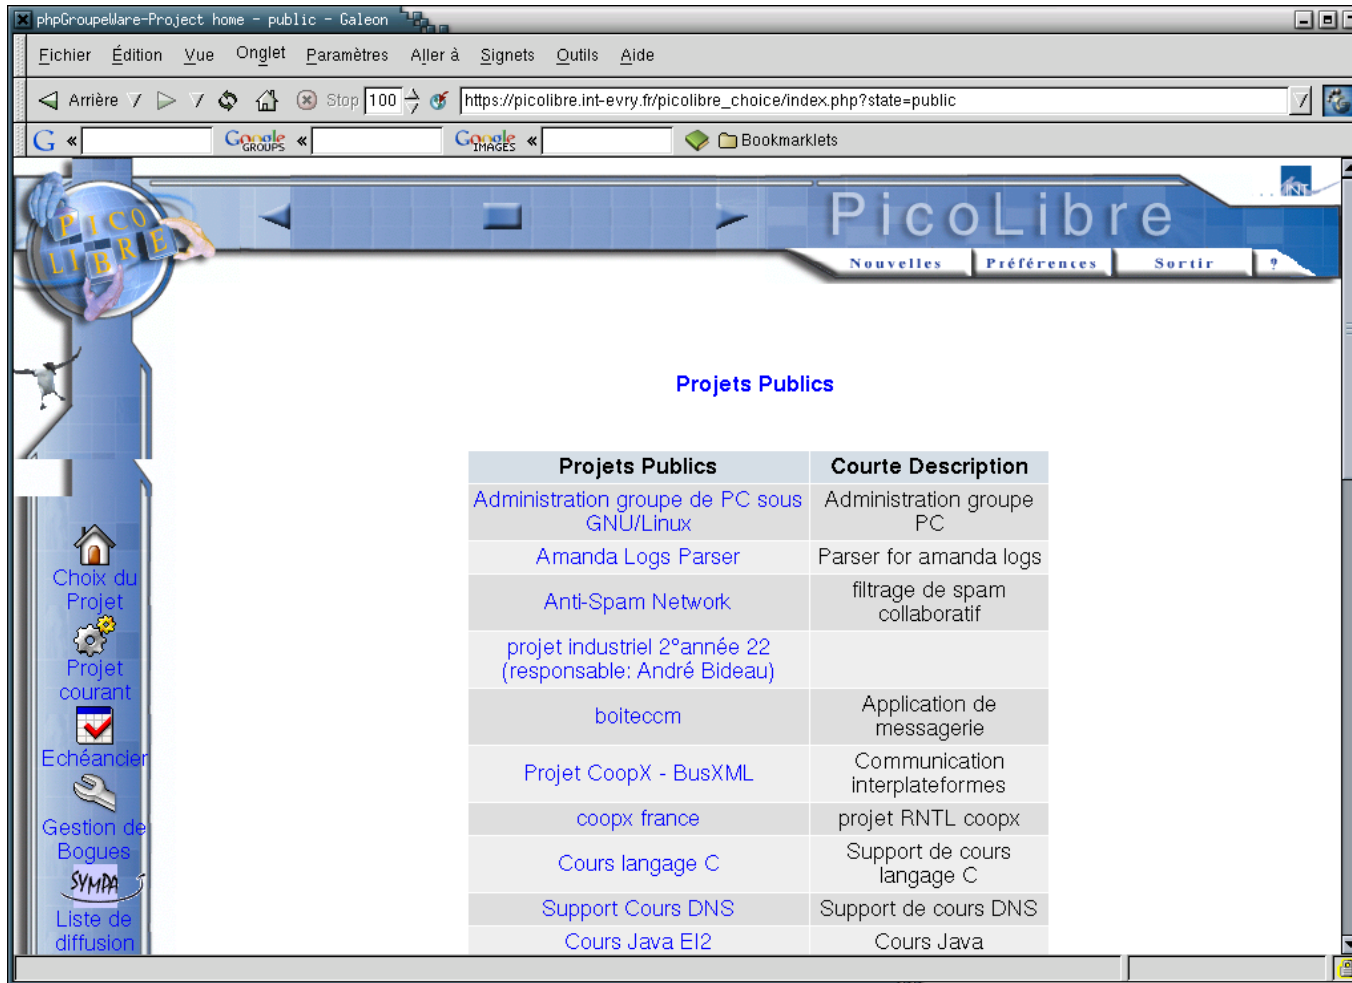 phpGroupeWare-Project home - public - Galeon
Fichier Édition Vue Onglet Paramètres Aller à Signets Outils Aide
Arrière Stop 100 https://picolibre.int-evry.fr/picolibre_choice/index.php?state=public
G « Google GROUPS « Google IMAGES « Bookmarklets
PICO
LIBRE
PicoLibre
INT
Nouvelles Préférences Sortir ?
Projets Publics
Projets Publics Courte Description
Administration groupe de PC sous Administration groupe
GNU/Linux PC
Amanda Logs Parser Parser for amanda logs
Anti-Spam Network filtrage de spam
collaboratif
projet industriel 2°année 22
(responsable: André Bideau)
boiteccm Application de
messagerie
Projet CoopX - BusXML Communication
interplateformes
coopx france projet RNTL coopx
Cours langage C Support de cours
langage C
Support Cours DNS Support de cours DNS
Cours Java EI2 Cours Java
Choix du
Projet
Projet
courant
Echéancier
Gestion de
Bogues
SYMPA
Liste de
diffusion